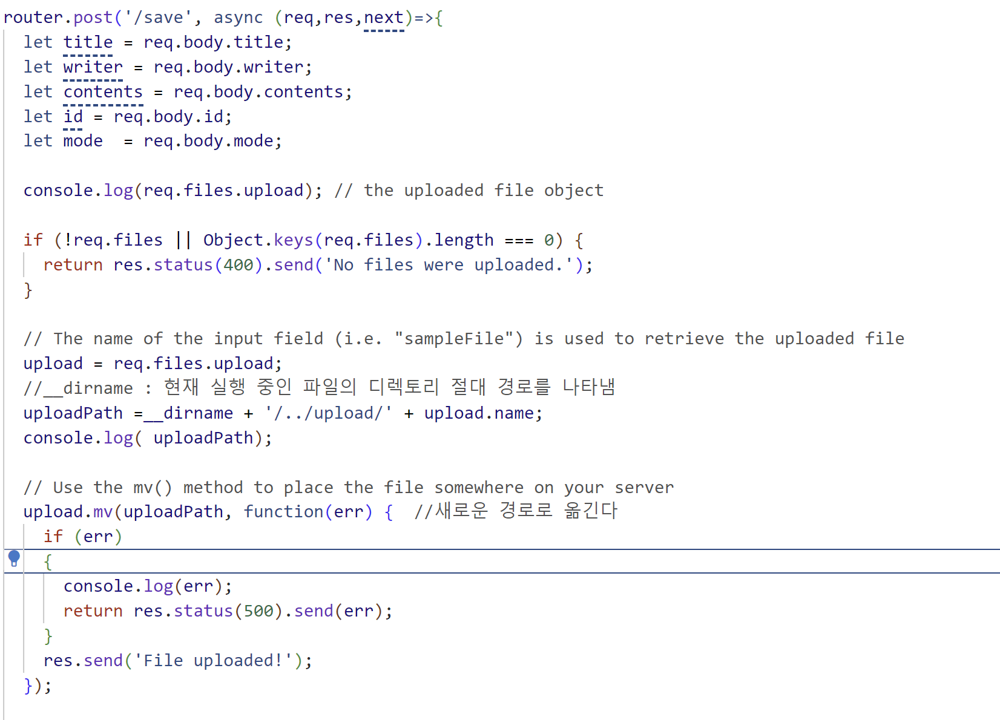 router.post('/save', async (req,res,next)=>{
let title = req.body.title;
let writer = req.body.writer;
let contents = req.body.contents;
let id = req.body.id;
let mode  = req.body.mode;
console.log(req.files.upload); // the uploaded file object
if (!req.files || Object.keys(req.files).length === 0) {
return res.status(400).send('No files were uploaded.');
}
// The name of the input field (i.e. "sampleFile") is used to retrieve the uploaded file
upload = req.files.upload;
//__dirname : 현재 실행 중인 파일의 디렉토리 절대 경로를 나타냄
uploadPath =__dirname + '/../upload/' + upload.name;
console.log( uploadPath);
// Use the mv() method to place the file somewhere on your server
upload.mv(uploadPath, function(err) {  //새로운 경로로 옮긴다
if (err)
{
console.log(err);
return res.status(500).send(err);
}
res.send('File uploaded!');
});